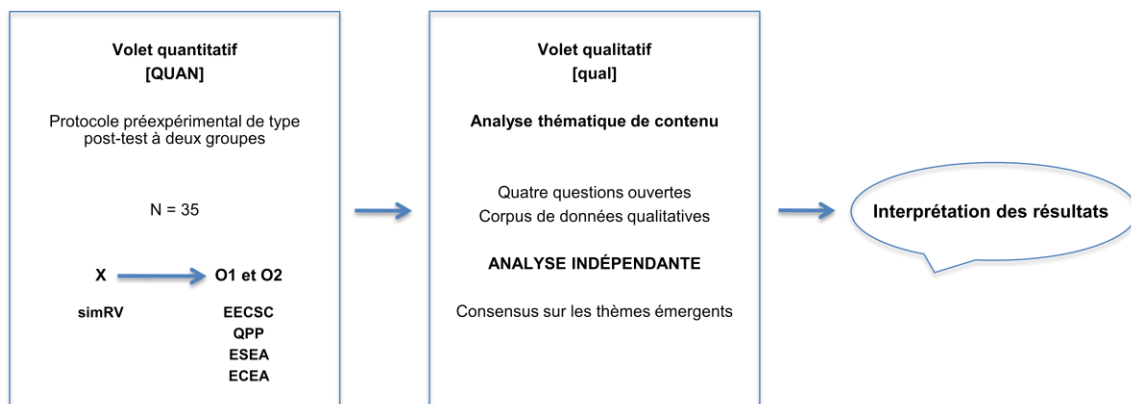 Volet quantitatif
[QUAN]
Protocole préexpérimental de type
post-test à deux groupes
N = 35
X O1 et O2
simRV EECSC
QPP
ESEA
ECEA
Volet qualitatif
[qual]
Analyse thématique de contenu
Quatre questions ouvertes
Corpus de données qualitatives
ANALYSE INDÉPENDANTE
Consensus sur les thèmes émergents
Interprétation des résultats